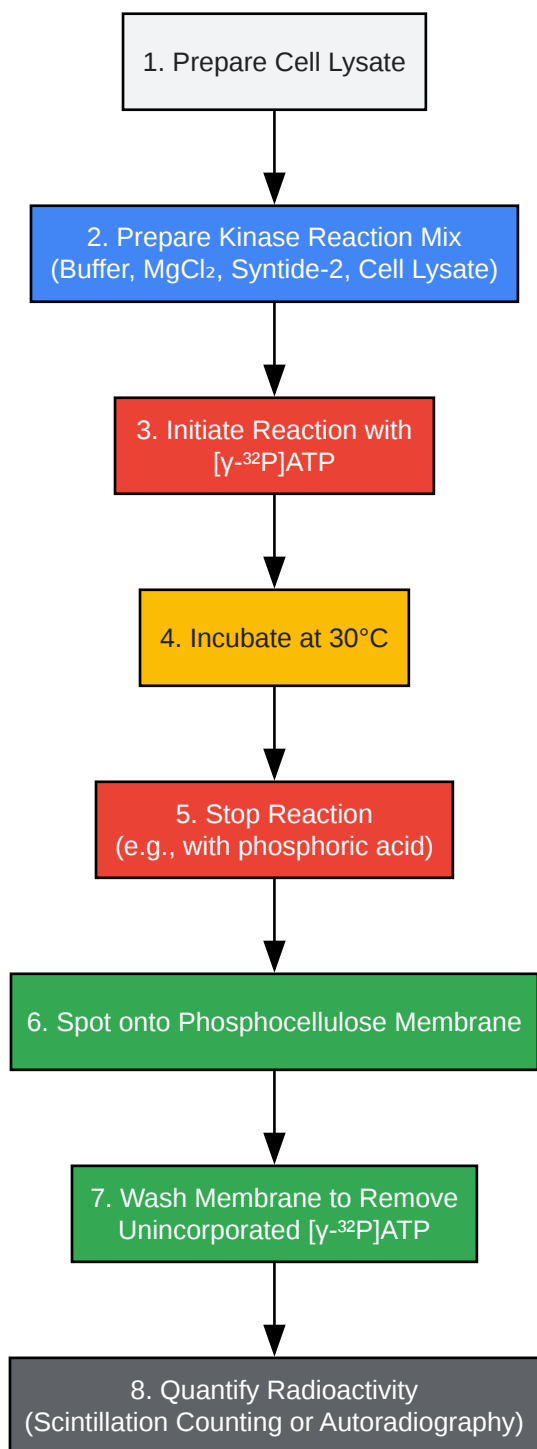 1. Prepare Cell Lysate
2. Prepare Kinase Reaction Mix
(Buffer, MgCl₂, Syntide-2, Cell Lysate)
3. Initiate Reaction with
[γ-³²P]ATP
4. Incubate at 30°C
5. Stop Reaction
(e.g., with phosphoric acid)
6. Spot onto Phosphocellulose Membrane
7. Wash Membrane to Remove
Unincorporated [γ-³²P]ATP
8. Quantify Radioactivity
(Scintillation Counting or Autoradiography)